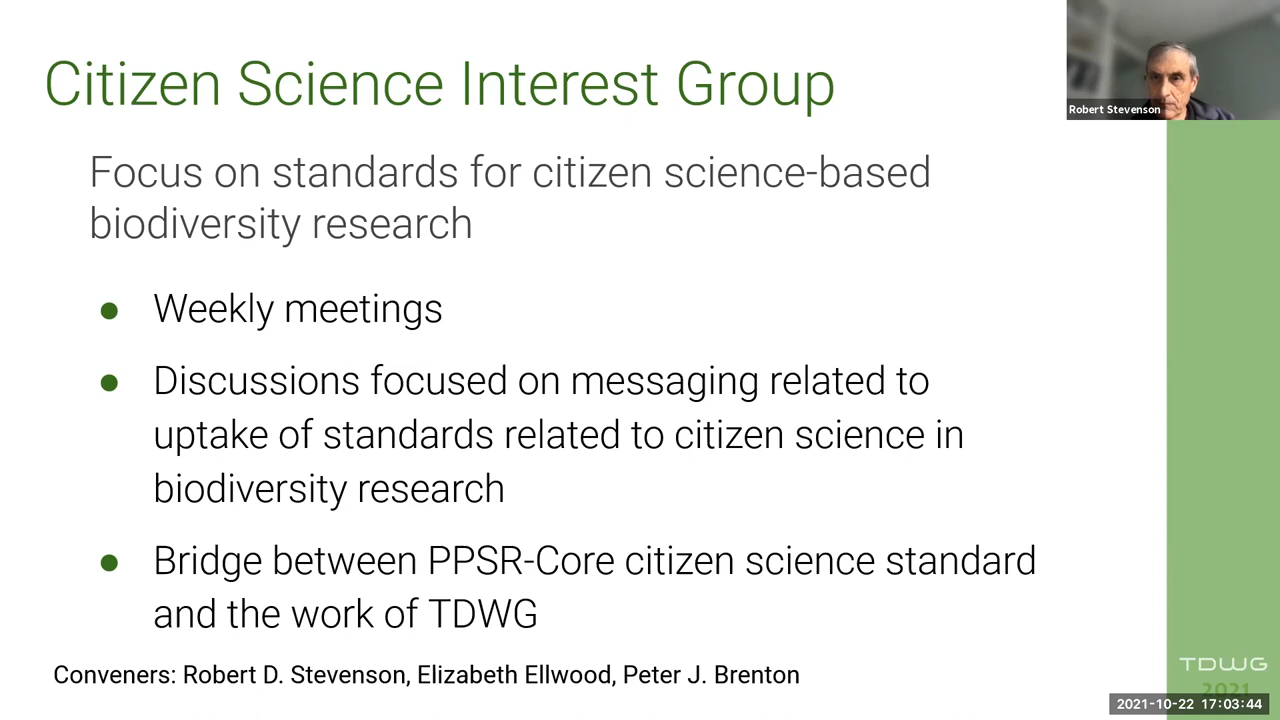 Citizen Science Interest Group
Robert Stevenson
Focus on standards for citizen science-based
biodiversity research
● Weekly meetings
● Discussions focused on messaging related to
uptake of standards related to citizen science in
biodiversity research
● Bridge between PPSR-Core citizen science standard
and the work of TDWG
Conveners: Robert D. Stevenson, Elizabeth Ellwood, Peter J. Brenton
TDWG
2021
2021-10-22 17:03:44